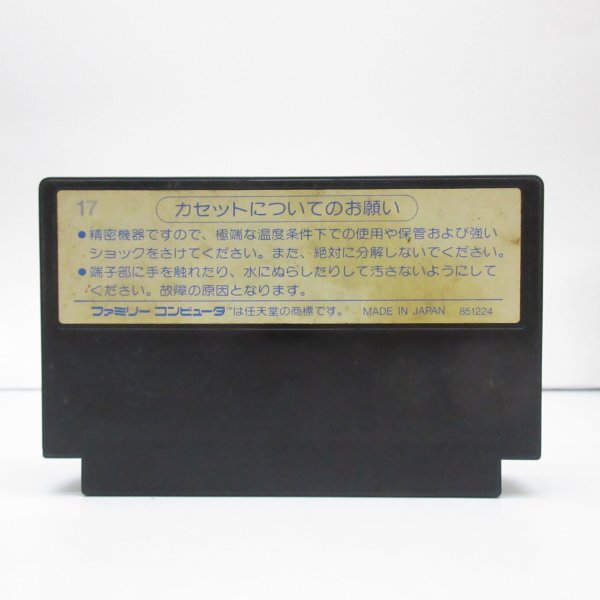 17
カセットについてのお願い
●精密機器ですので、極端な温度条件下での使用や保管および強い
ショックをさけてください。また、絶対に分解しないでください。
●端子部に手を触れたり、水にぬらしたりして汚さないようにして
ください。故障の原因となります。
ファミリー コンピュータ™は任天堂の商標です。 MADE IN JAPAN 851224